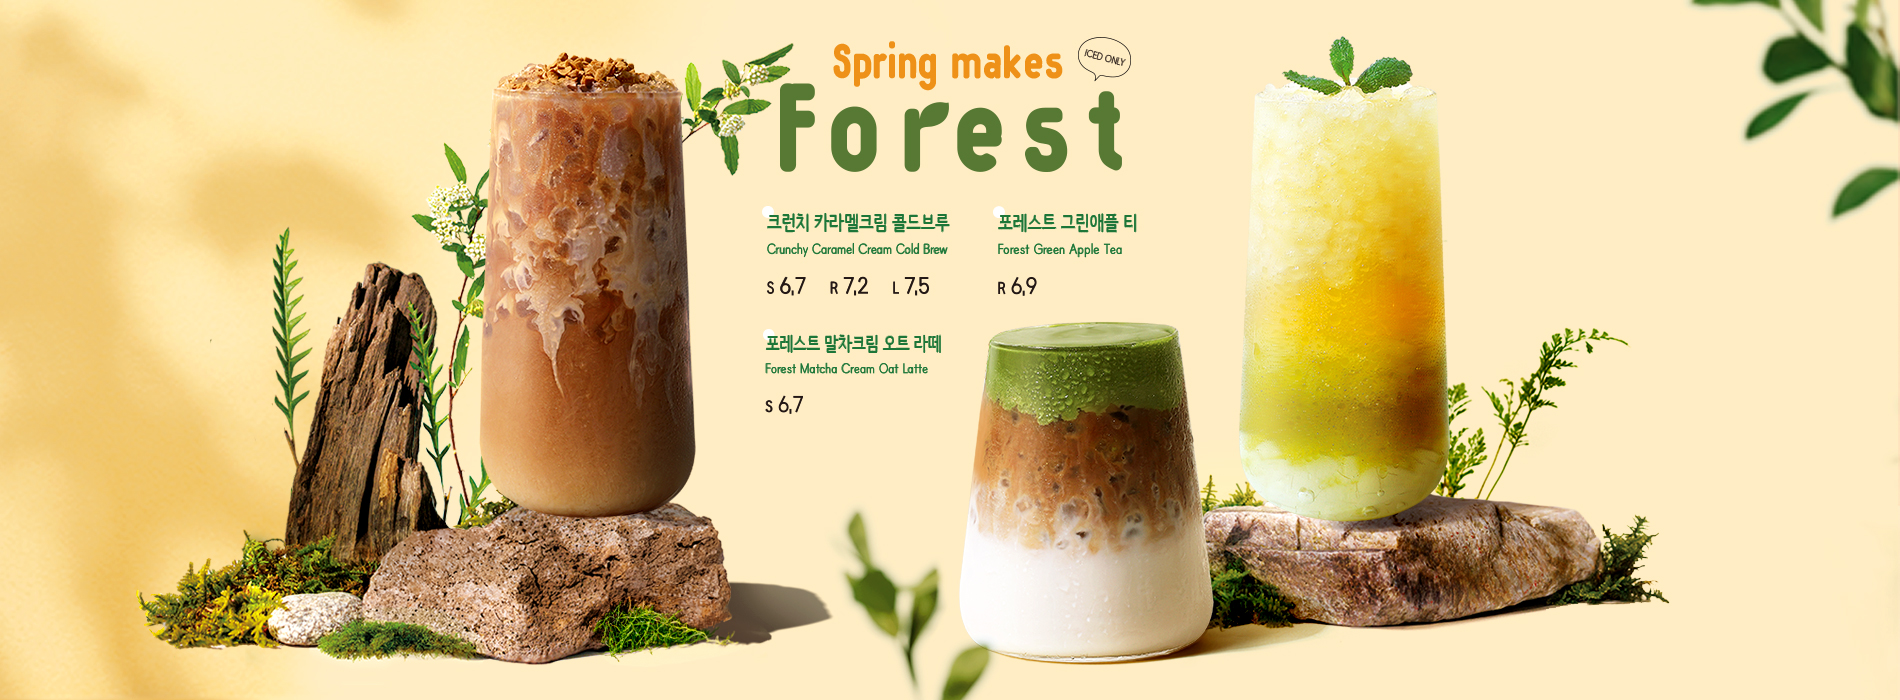 Spring makes
ICED ONLY
Forest
크런치 카라멜크림 콜드브루
Crunchy Caramel Cream Cold Brew
S 6,7 R 7,2 L 7,5
포레스트 그린애플 티
Forest Green Apple Tea
R 6,9
포레스트 말차크림 오트 라떼
Forest Matcha Cream Oat Latte
S 6,7